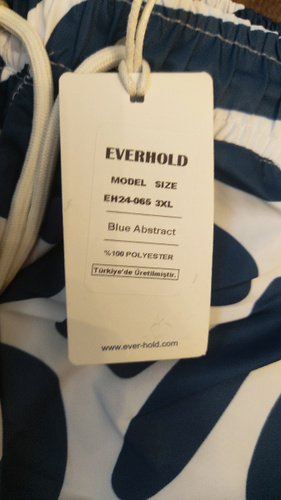 EVERHOLD
MODEL SIZE
EH24-065 3XL
Blue Abstract
%100 POLYESTER
Türkiye'de Üretilmiştir.
www.ever-hold.com